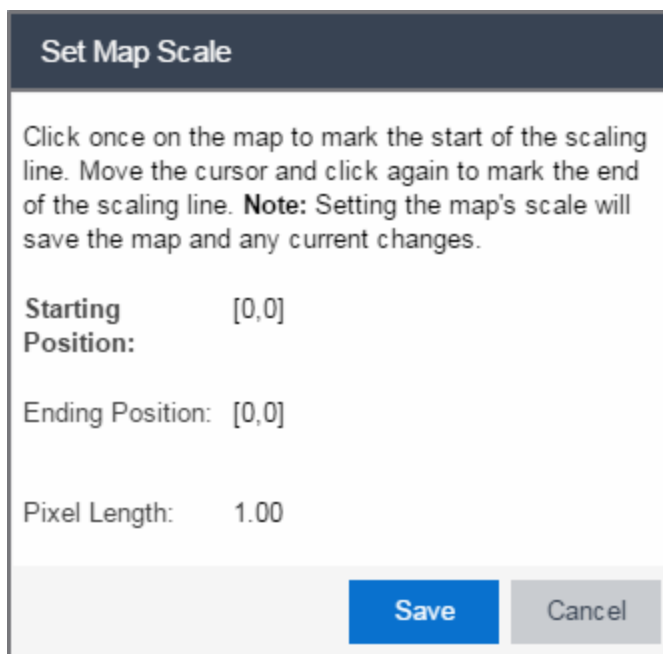 Set Map Scale
Click once on the map to mark the start of the scaling
line. Move the cursor and click again to mark the end
of the scaling line. Note: Setting the map's scale will
save the map and any current changes.
Starting [0,0]
Position:
Ending Position: [0,0]
Pixel Length: 1.00
Save Cancel